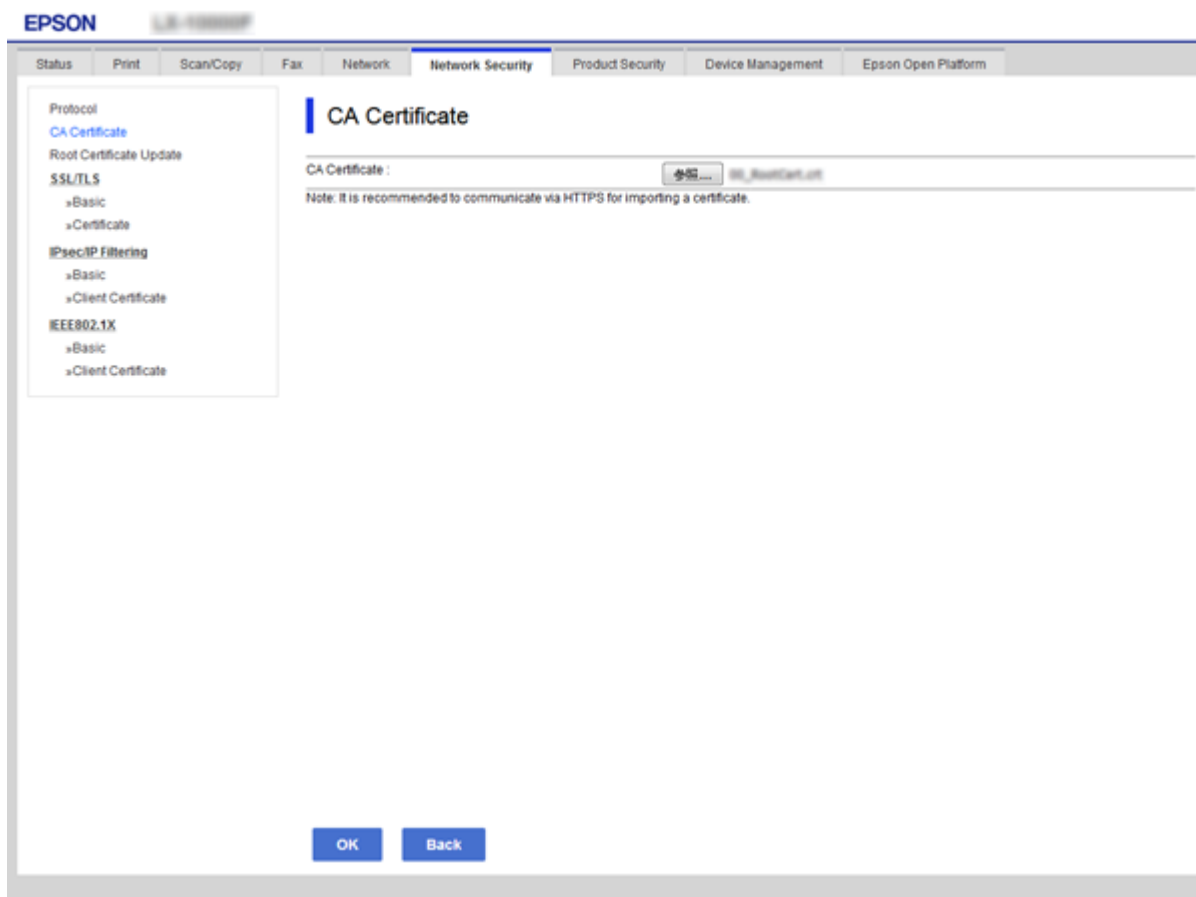 EPSON
Status Print Scan/Copy Fax Network Network Security Product Security Device Management Epson Open Platform
Protocol
CA Certificate
Root Certificate Update
SSL/TLS
»Basic
»Certificate
IPsec/IP Filtering
»Basic
»Client Certificate
IEEE802.1X
»Basic
»Client Certificate
CA Certificate
CA Certificate : 参照...
Note: It is recommended to communicate via HTTPS for importing a certificate.
OK Back